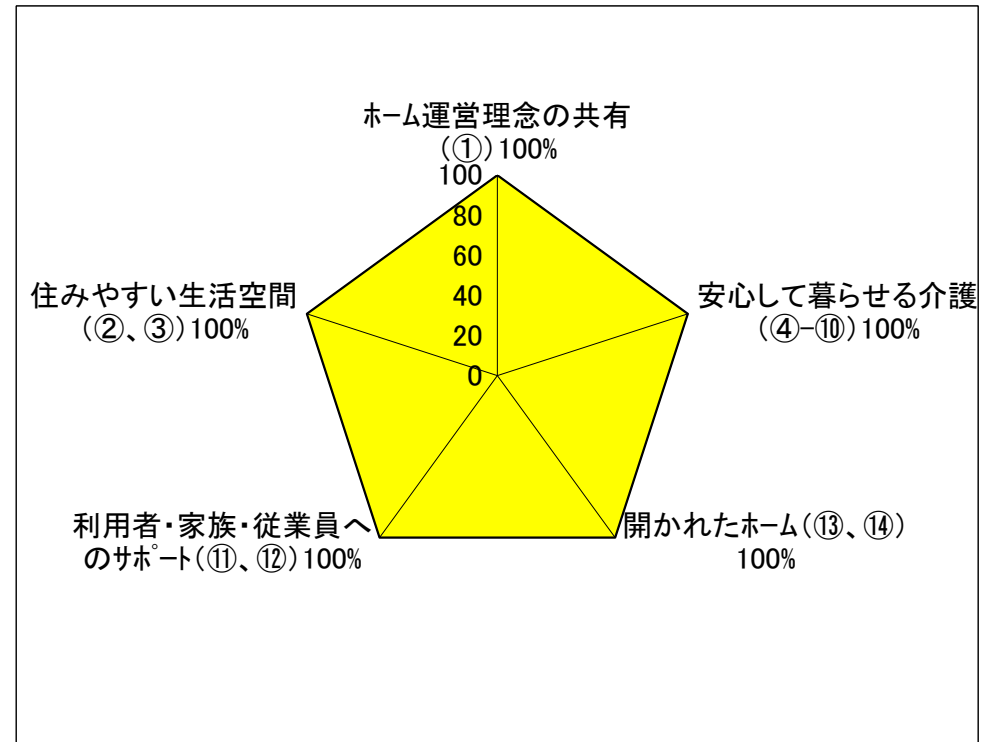 ﾎｰﾑ運営理念の共有
(①)100%
100
80
60
40
20
0
住みやすい生活空間
(②、③)100%
安心して暮らせる介護
(④-⑩)100%
利用者・家族・従業員へ
のｻﾎﾟｰﾄ(⑪、⑫)100%
開かれたﾎｰﾑ(⑬、⑭)
100%